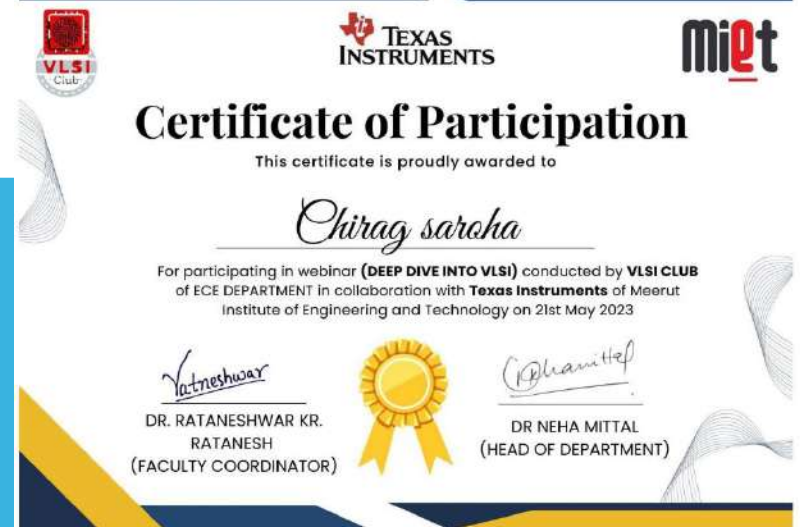 VLSI
Club
TEXAS
INSTRUMENTS
miet
Certificate of Participation
This certificate is proudly awarded to
Chirag saroha
For participating in webinar (DEEP DIVE INTO VLSI) conducted by VLSI CLUB
of ECE DEPARTMENT in collaboration with Texas Instruments of Meerut
Institute of Engineering and Technology on 21st May 2023
Ratneshwar
DR. RATANESHWAR KR.
RATANESH
(FACULTY COORDINATOR)
DR NEHA MITTAL
(HEAD OF DEPARTMENT)